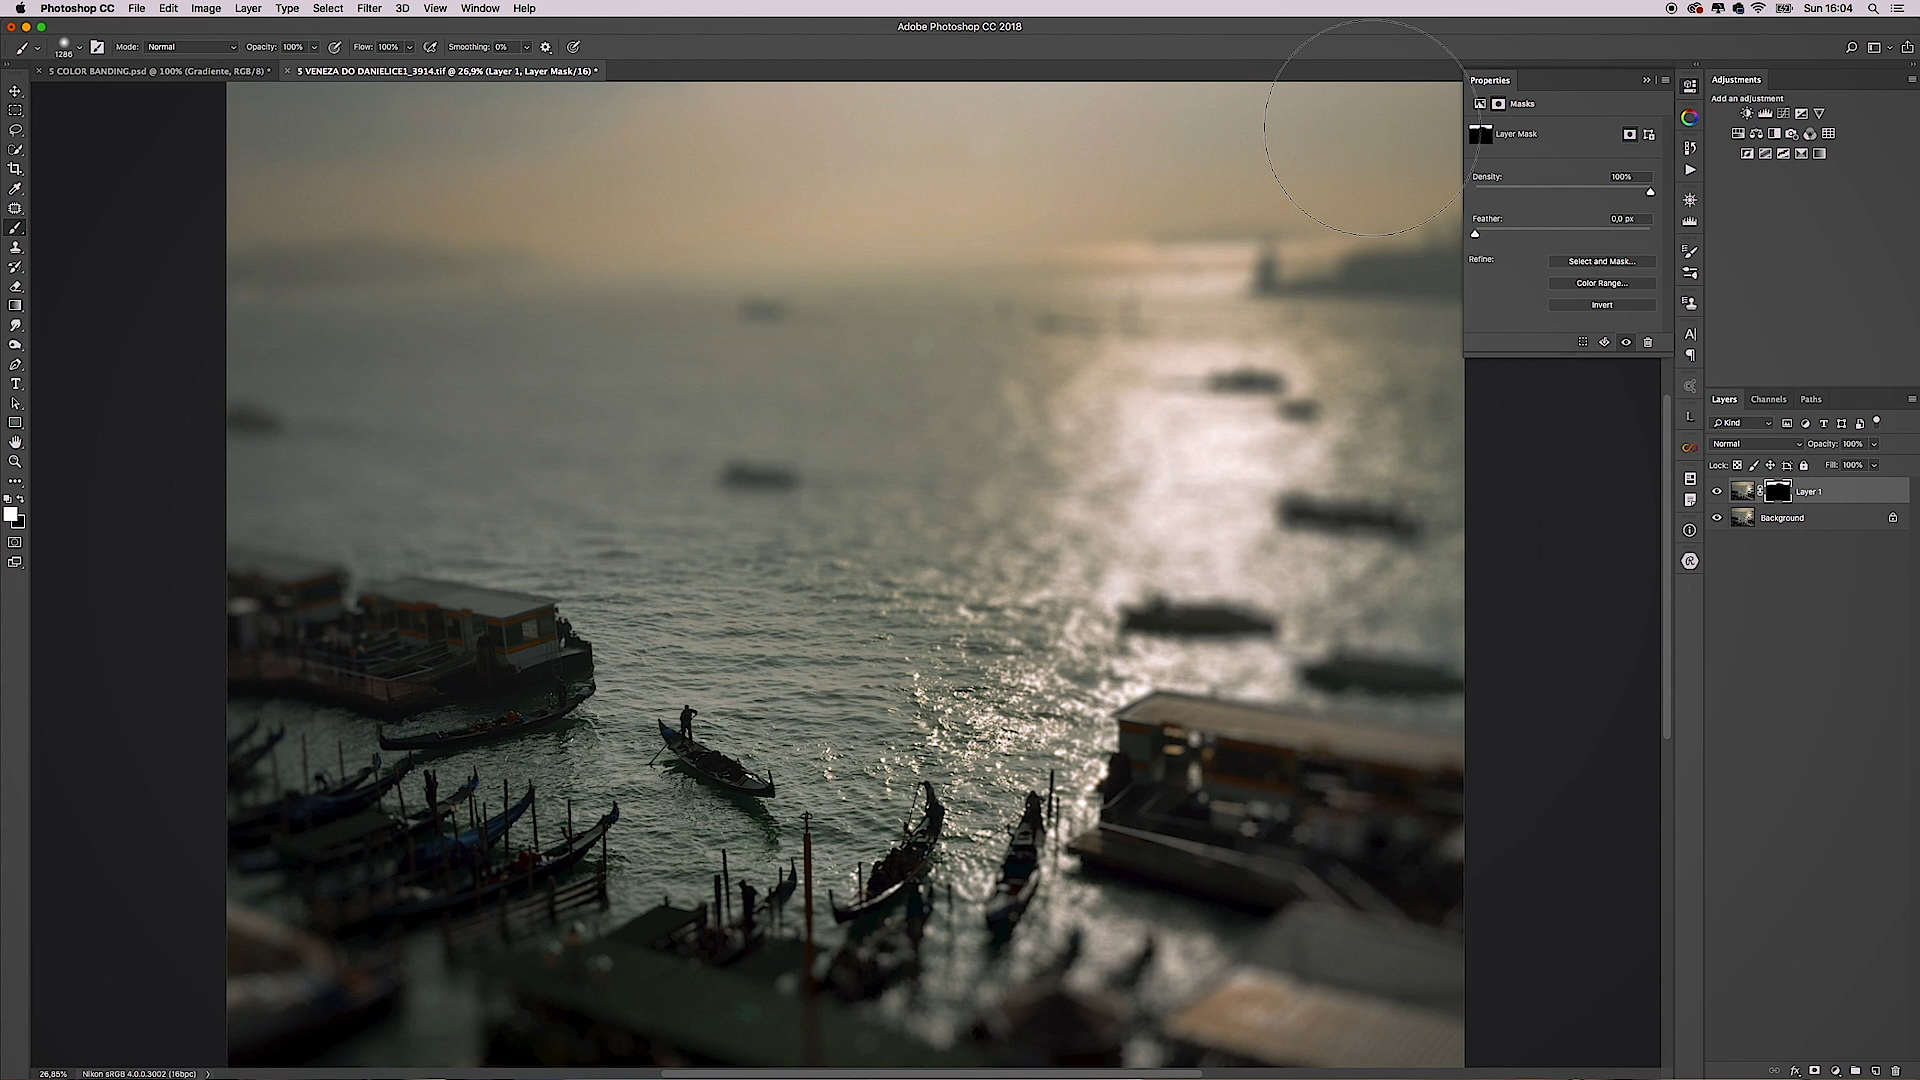 Photoshop CC File Edit Image Layer Type Select Filter 3D View Window Help Sun 16:04
Adobe Photoshop CC 2018
1286 Mode: Normal Opacity: 100% Flow: 100% Smoothing: 0%
× 5 COLOR BANDING.psd @ 100% (Gradiente, RGB/8) * × 5 VENEZA DO DANIELICE1_3914.tif @ 26,9% (Layer 1, Layer Mask/16) *
Properties
Masks
Layer Mask
Density: 100%
Feather: 0,0 px
Refine: Select and Mask...
Color Range...
Invert
Adjustments
Add an adjustment
Layers Channels Paths
Kind
Normal Opacity: 100%
Lock: Fill: 100%
Layer 1
Background
26,85% Nikon sRGB 4.0.0.3002 (16bpc)